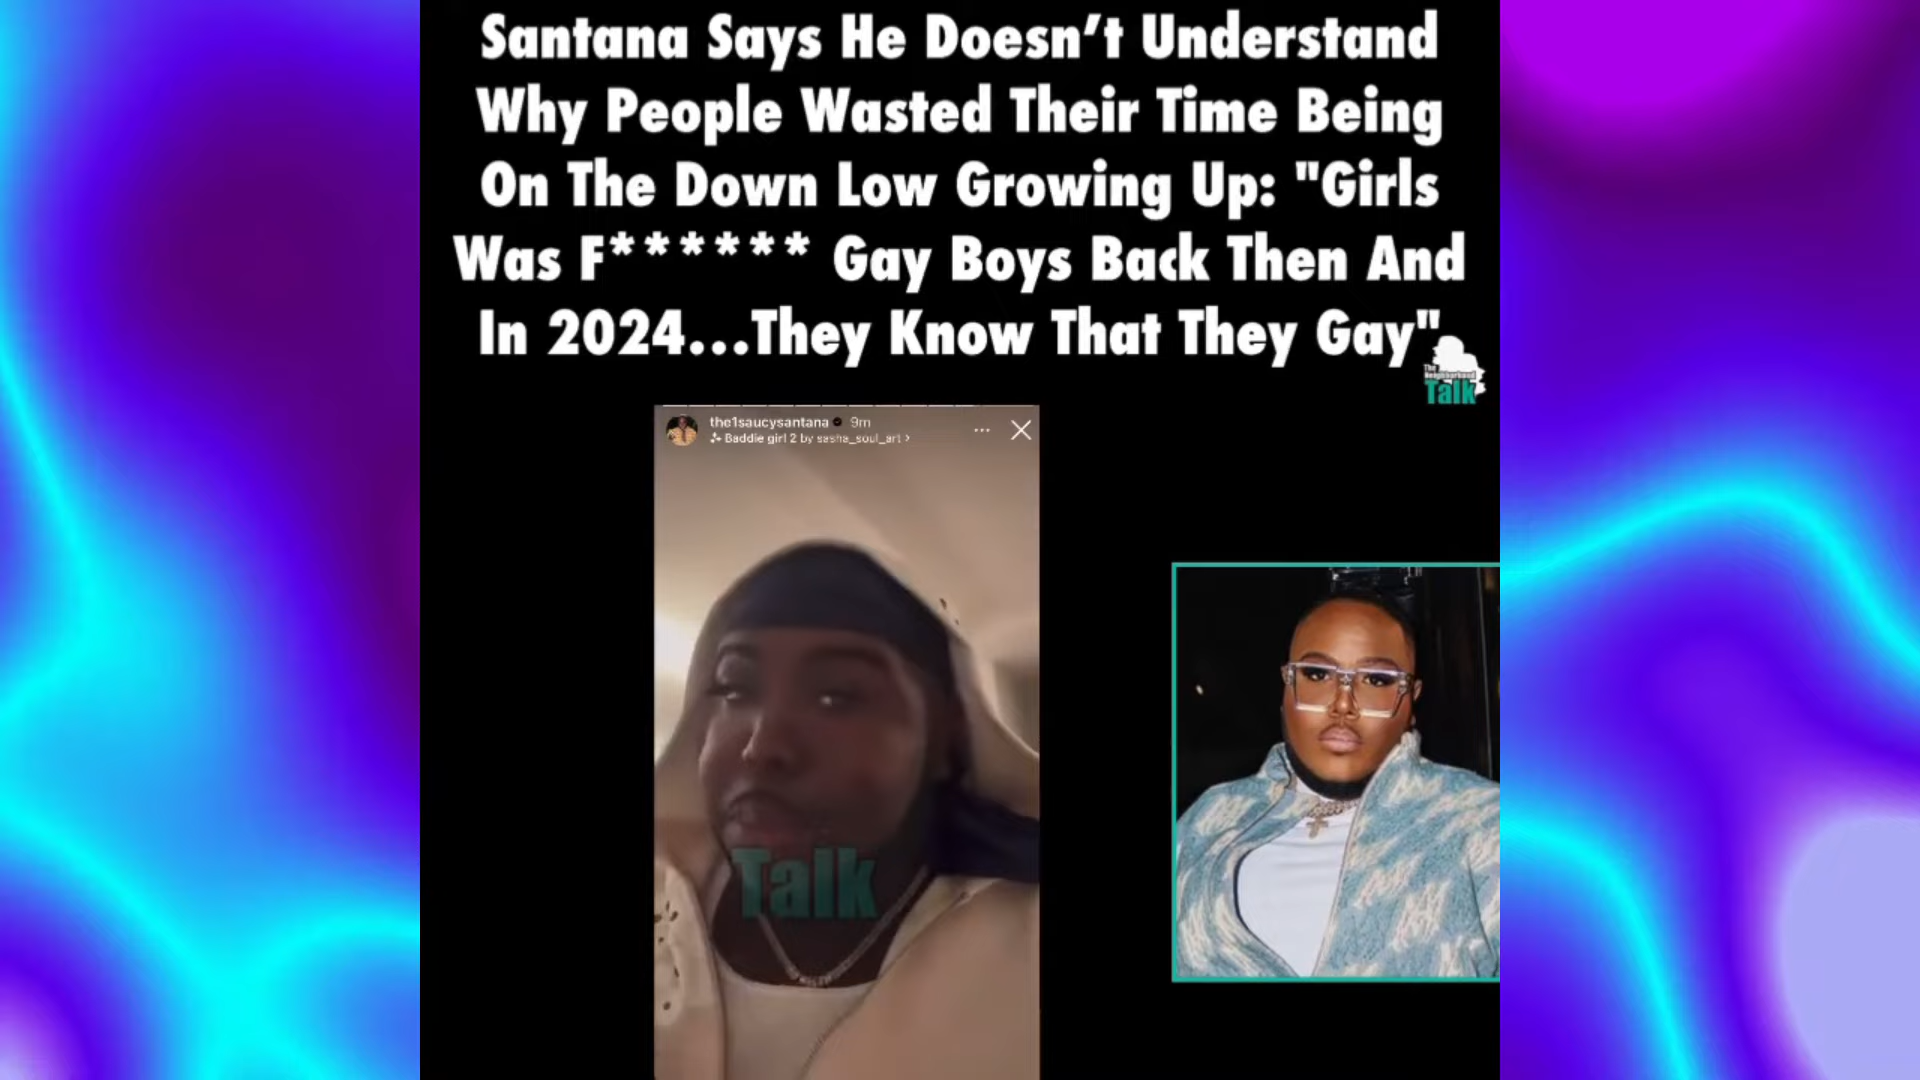 Santana Says He Doesn’t Understand
Why People Wasted Their Time Being
On The Down Low Growing Up: "Girls
Was F****** Gay Boys Back Then And
In 2024...They Know That They Gay"
The
Neighborhood
Talk
the1saucysantana 9m
Baddie girl 2 by sasha_soul_art
Talk